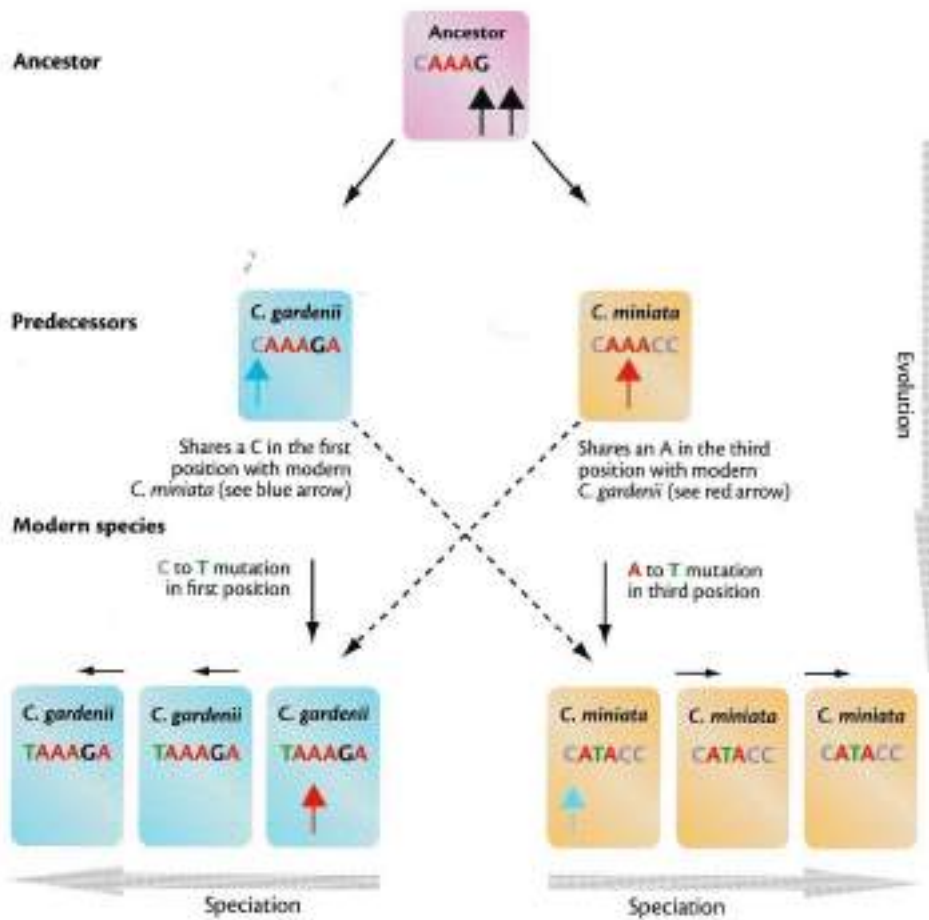 Ancestor
Ancestor
CAAAG
Predecessors
C. gardenii
CAAAGA
C. miniata
CAAACC
Evolution
Shares a C in the first
position with modern
C. miniata (see blue arrow)
Shares an A in the third
position with modern
C. gardenii (see red arrow)
Modern species
C to T mutation
in first position
A to T mutation
in third position
C. gardenii
TAAAGA
C. gardenii
TAAAGA
C. gardenii
TAAAGA
C. miniata
CATACC
C. miniata
CATACC
C. miniata
CATACC
Speciation
Speciation